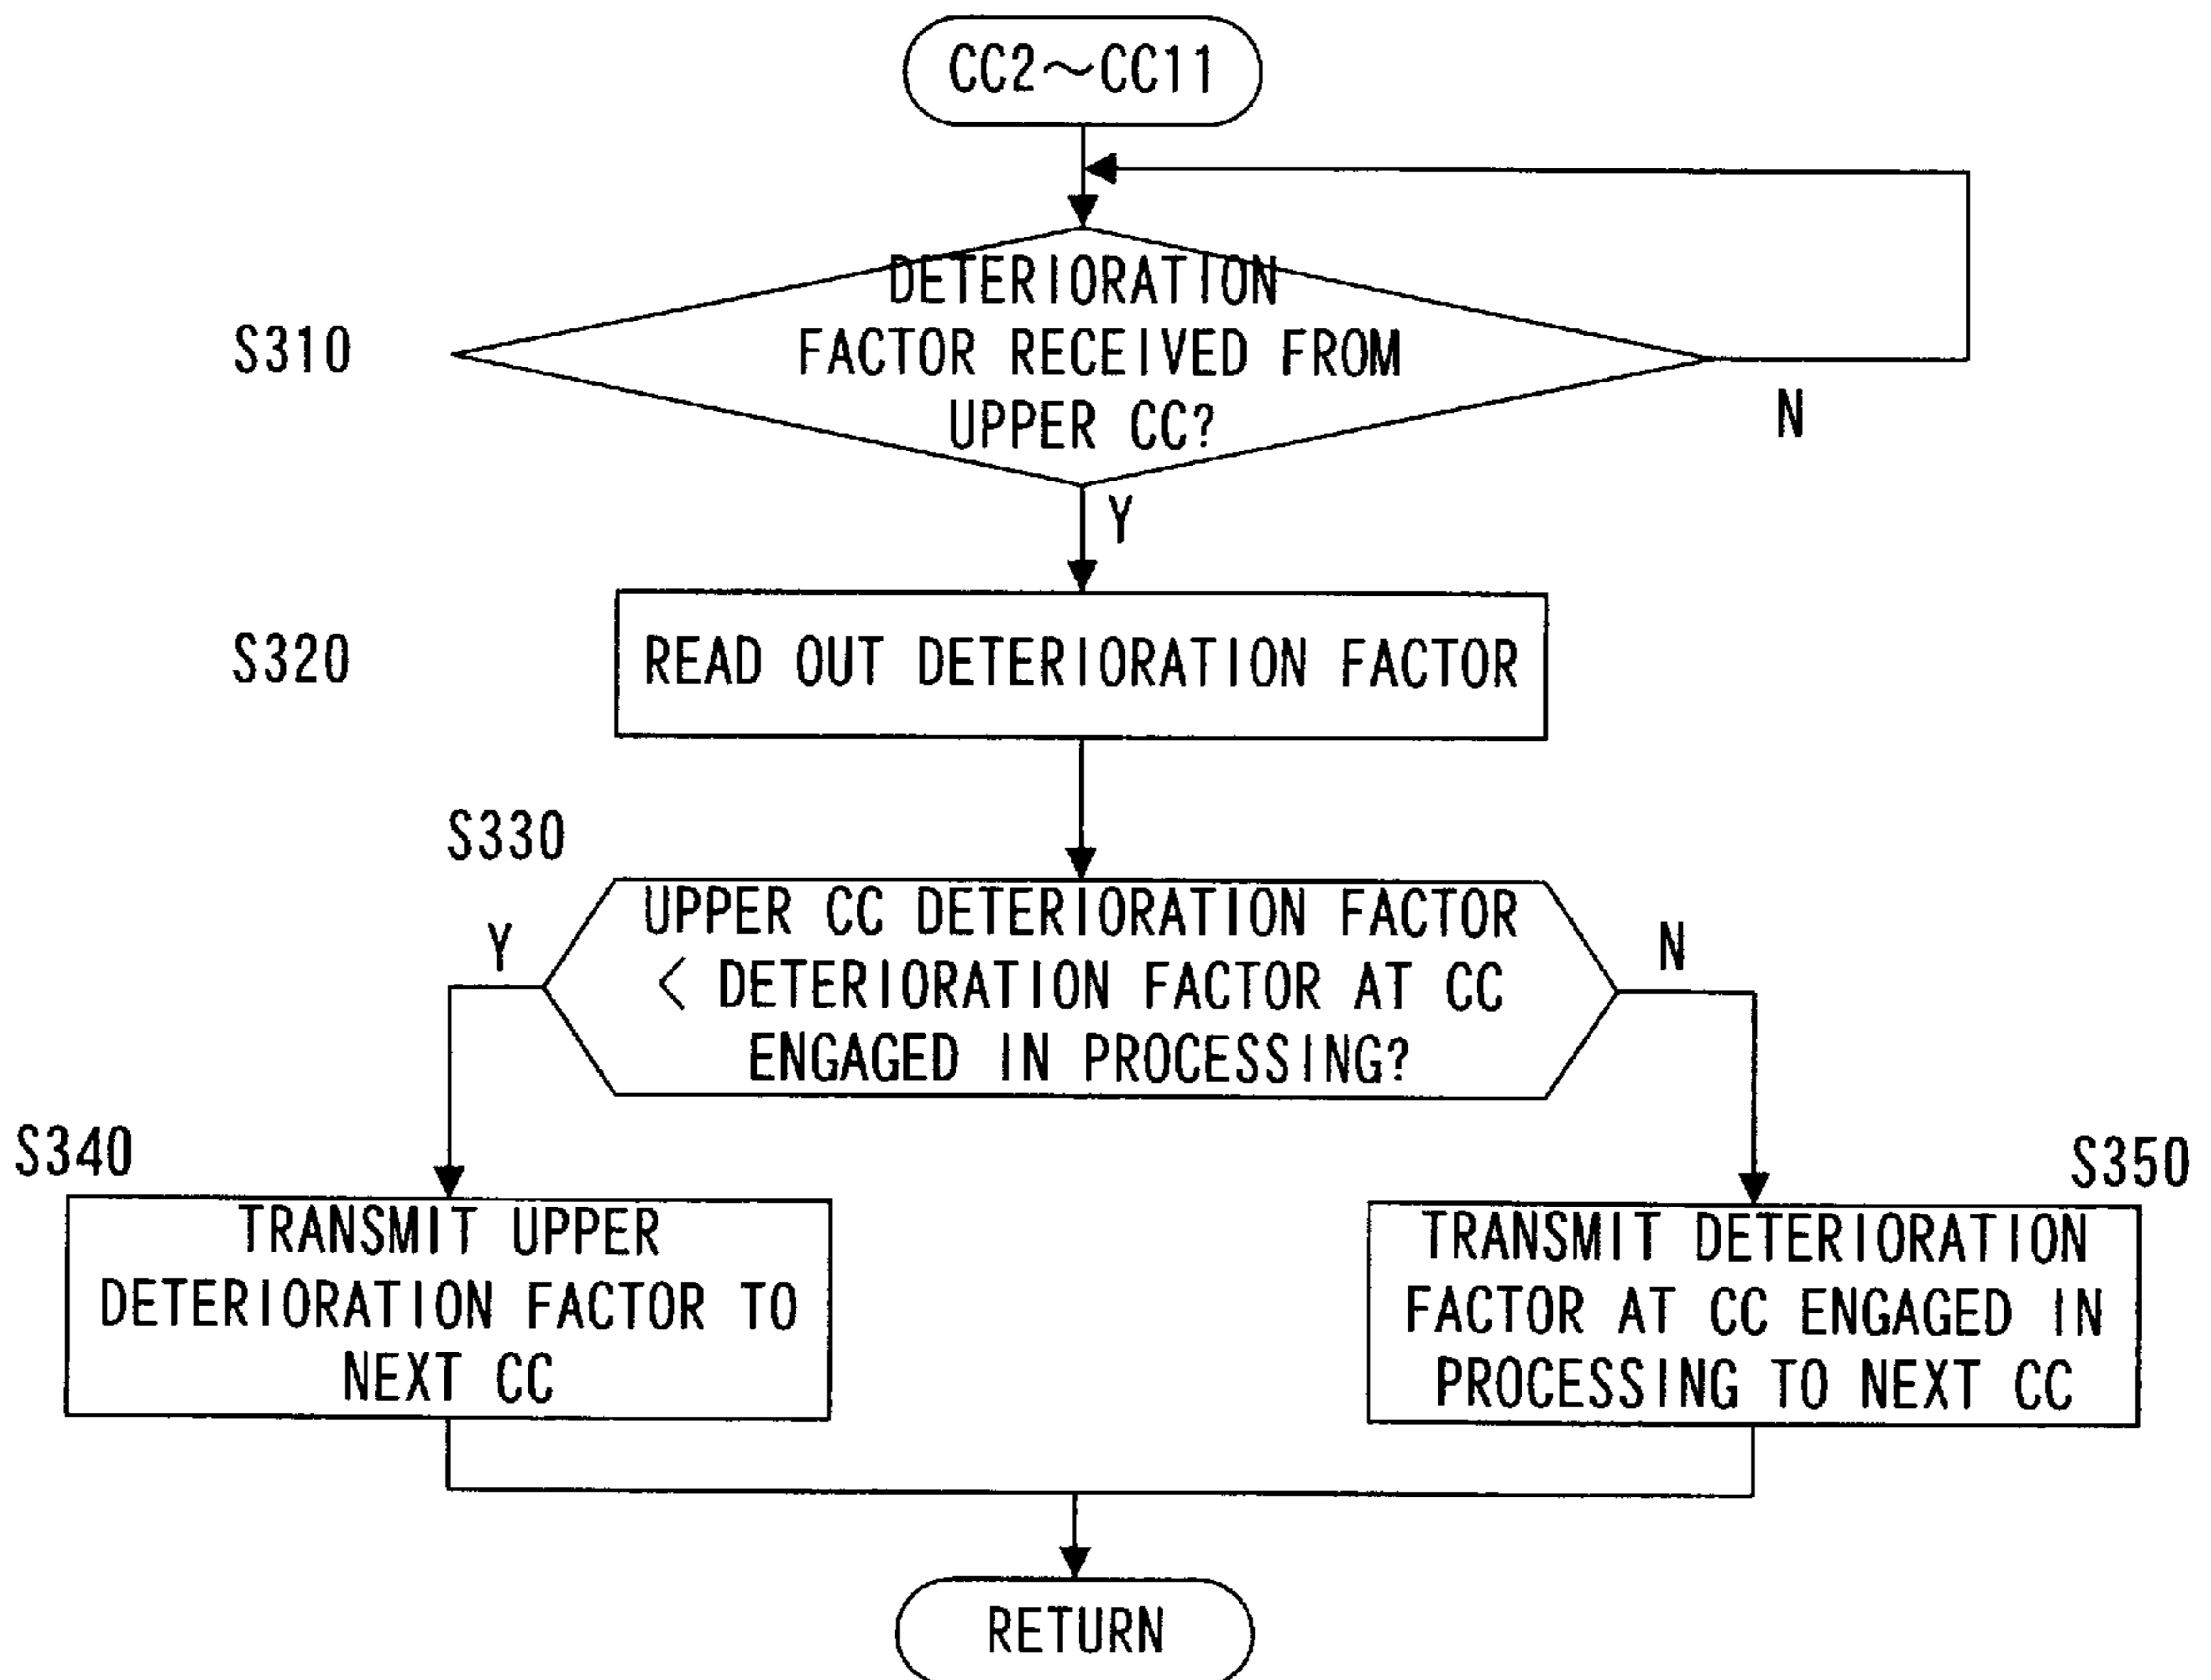 CC2～CC11
S310
DETERIORATION
FACTOR RECEIVED FROM
UPPER CC?
N
Y
S320
READ OUT DETERIORATION FACTOR
S330
Y
UPPER CC DETERIORATION FACTOR
< DETERIORATION FACTOR AT CC
ENGAGED IN PROCESSING?
N
S340
TRANSMIT UPPER
DETERIORATION FACTOR TO
NEXT CC
S350
TRANSMIT DETERIORATION
FACTOR AT CC ENGAGED IN
PROCESSING TO NEXT CC
RETURN